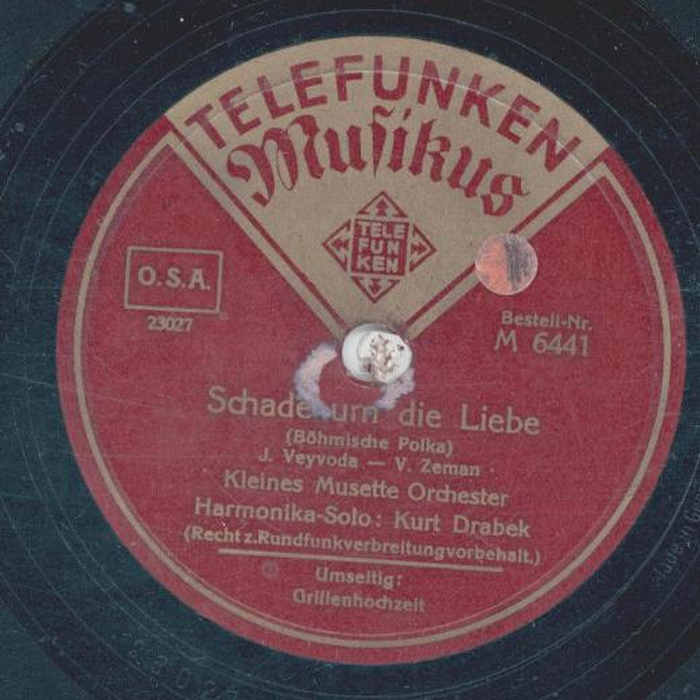 TELEFUNKEN
Musikus
TELE
FUN
KEN
O.S.A.
23027
Bestell-Nr.
M 6441
Schade um die Liebe
(Böhmische Polka)
J. Veyvoda — V. Zeman
Kleines Musette Orchester
Harmonika-Solo: Kurt Drabek
(Recht z.Rundfunkverbreitungvorbehalt.)
Umseitig:
Grillenhochzeit